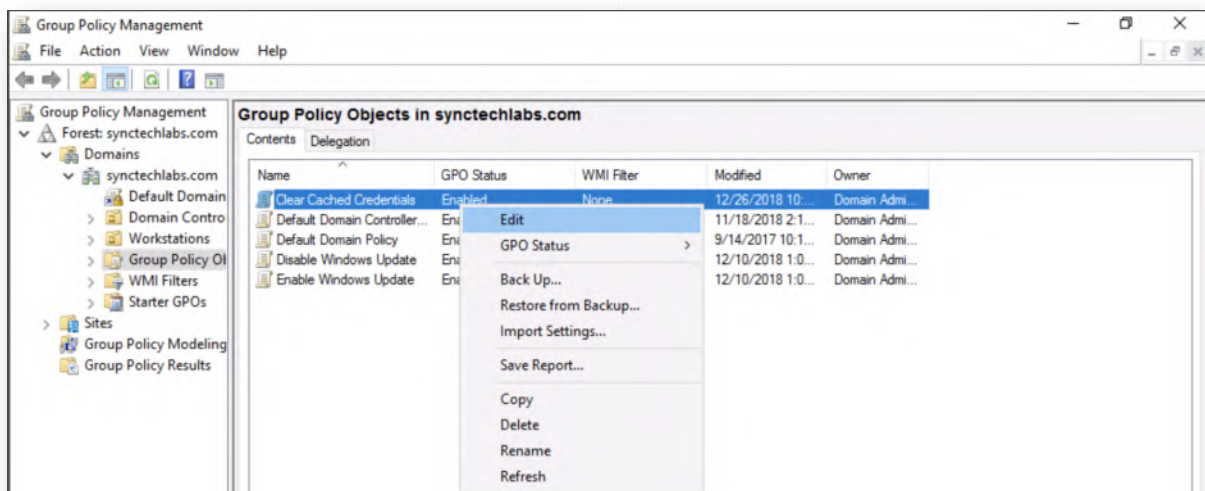 Group Policy Management
File Action View Window Help
Group Policy Management
Forest: synctechlabs.com
Domains
synctechlabs.com
Default Domain
Domain Contro
Workstations
Group Policy Ob
WMI Filters
Starter GPOs
Sites
Group Policy Modeling
Group Policy Results
Group Policy Objects in synctechlabs.com
Contents Delegation
Name GPO Status WMI Filter Modified Owner
Clear Cached Credentials Enabled None 12/26/2018 10:... Domain Admi...
Default Domain Controller... Ena 11/18/2018 2:1... Domain Admi...
Default Domain Policy Ena 9/14/2017 10:1... Domain Admi...
Disable Windows Update Ena 12/10/2018 1:0... Domain Admi...
Enable Windows Update Ena 12/10/2018 1:0... Domain Admi...
Edit
GPO Status
Back Up...
Restore from Backup...
Import Settings...
Save Report...
Copy
Delete
Rename
Refresh